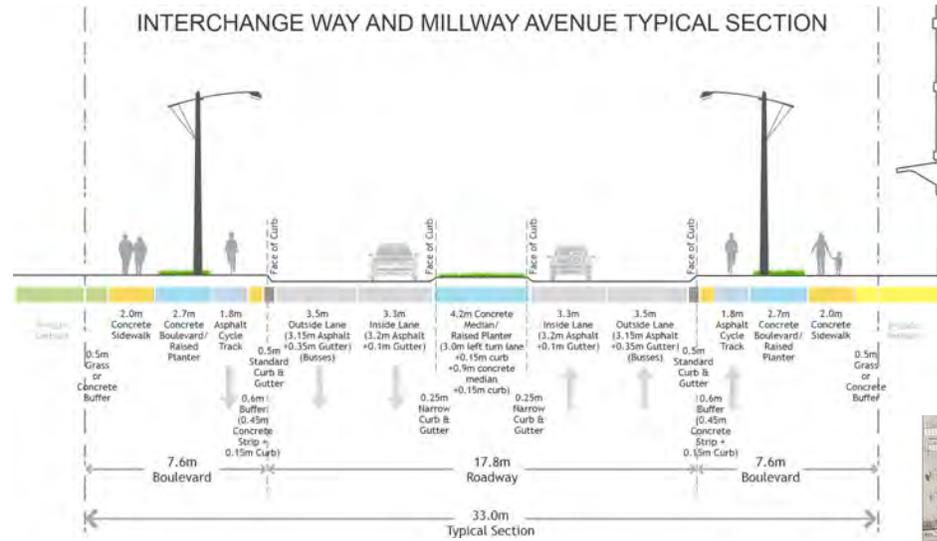 INTERCHANGE WAY AND MILLWAY AVENUE TYPICAL SECTION
Face of Curb
Face of Curb
Face of Curb
Face of Curb
0.5m
Grass
or
Concrete
Buffer
2.0m
Concrete
Sidewalk
2.7m
Concrete
Boulevard/
Raised
Planter
1.8m
Asphalt
Cycle
Track
0.6m
Buffer
(0.45m
Concrete
Strip +
0.15m Curb)
0.5m
Standard
Curb &
Gutter
3.5m
Outside Lane
(3.15m Asphalt
+0.35m Gutter)
(Busses)
3.3m
Inside Lane
(3.2m Asphalt
+0.1m Gutter)
0.25m
Narrow
Curb &
Gutter
4.2m Concrete
Median/
Raised Planter
(3.0m left turn lane
+0.15m curb
+0.9m concrete
median
+0.15m curb)
0.25m
Narrow
Curb &
Gutter
3.3m
Inside Lane
(3.2m Asphalt
+0.1m Gutter)
3.5m
Outside Lane
(3.15m Asphalt
+0.35m Gutter)
(Busses)
0.5m
Standard
Curb &
Gutter
0.6m
Buffer
(0.45m
Concrete
Strip +
0.15m Curb)
1.8m
Asphalt
Cycle
Track
2.7m
Concrete
Boulevard/
Raised
Planter
2.0m
Concrete
Sidewalk
0.5m
Grass
or
Concrete
Buffer
7.6m
Boulevard
17.8m
Roadway
7.6m
Boulevard
33.0m
Typical Section